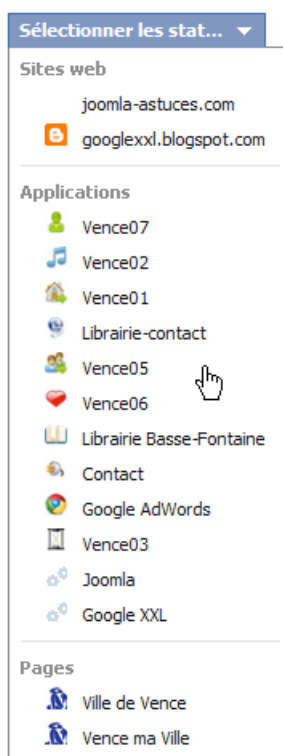 Sélectionner les stat...
Sites web
joomla-astuces.com
googlexxl.blogspot.com
Applications
Vence07
Vence02
Vence01
Librairie-contact
Vence05
Vence06
Librairie Basse-Fontaine
Contact
Google AdWords
Vence03
Joomla
Google XXL
Pages
Ville de Vence
Vence ma Ville